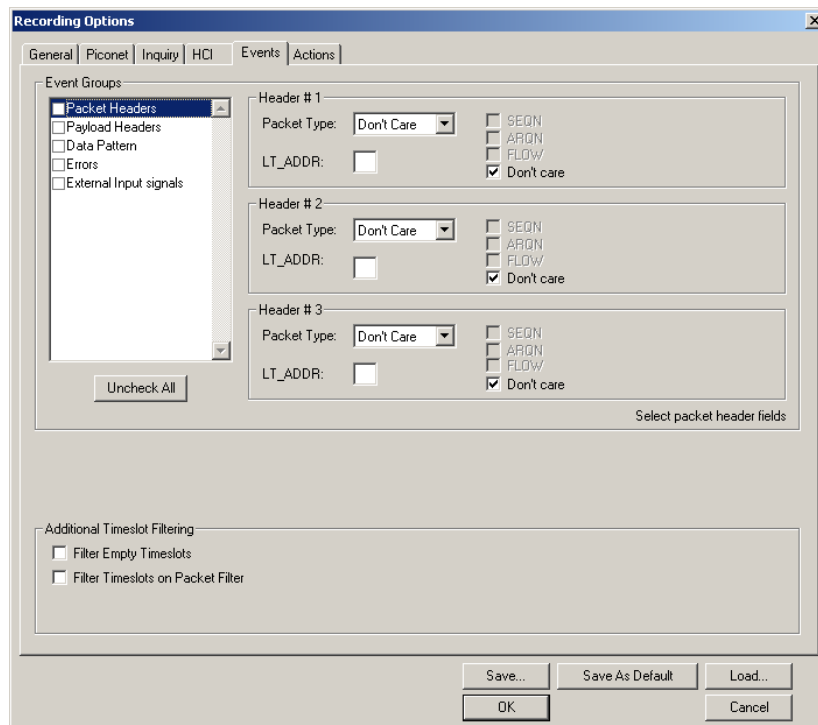 Recording Options
General Piconet Inquiry HCI Events Actions
Event Groups
Packet Headers
Payload Headers
Data Pattern
Errors
External Input signals
Uncheck All
Header # 1
Packet Type: Don't Care
LT_ADDR:
SEQN
ARQN
FLOW
Don't care
Header # 2
Packet Type: Don't Care
LT_ADDR:
SEQN
ARQN
FLOW
Don't care
Header # 3
Packet Type: Don't Care
LT_ADDR:
SEQN
ARQN
FLOW
Don't care
Select packet header fields
Additional Timeslot Filtering
Filter Empty Timeslots
Filter Timeslots on Packet Filter
Save... Save As Default Load...
OK Cancel